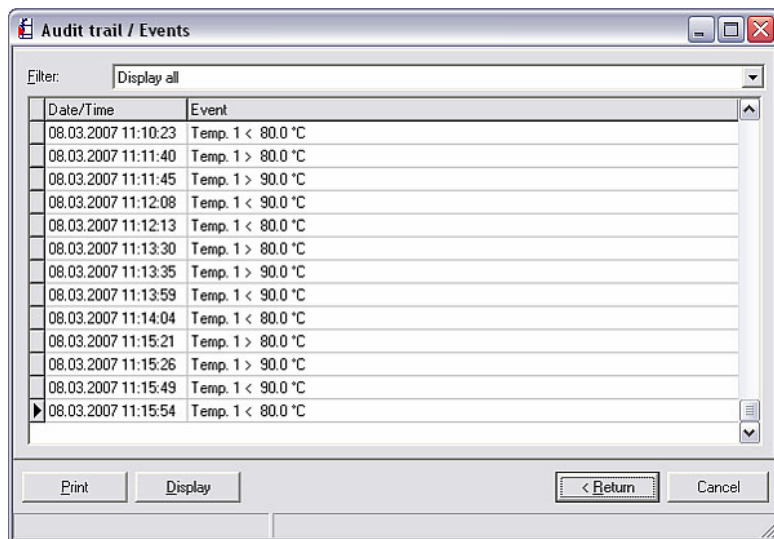 Audit trail / Events
Filter: Display all
Date/Time Event
08.03.2007 11:10:23 Temp. 1 < 80.0 °C
08.03.2007 11:11:40 Temp. 1 > 80.0 °C
08.03.2007 11:11:45 Temp. 1 > 90.0 °C
08.03.2007 11:12:08 Temp. 1 < 90.0 °C
08.03.2007 11:12:13 Temp. 1 < 80.0 °C
08.03.2007 11:13:30 Temp. 1 > 80.0 °C
08.03.2007 11:13:35 Temp. 1 > 90.0 °C
08.03.2007 11:13:59 Temp. 1 < 90.0 °C
08.03.2007 11:14:04 Temp. 1 < 80.0 °C
08.03.2007 11:15:21 Temp. 1 > 80.0 °C
08.03.2007 11:15:26 Temp. 1 > 90.0 °C
08.03.2007 11:15:49 Temp. 1 < 90.0 °C
08.03.2007 11:15:54 Temp. 1 < 80.0 °C
Print Display < Return Cancel